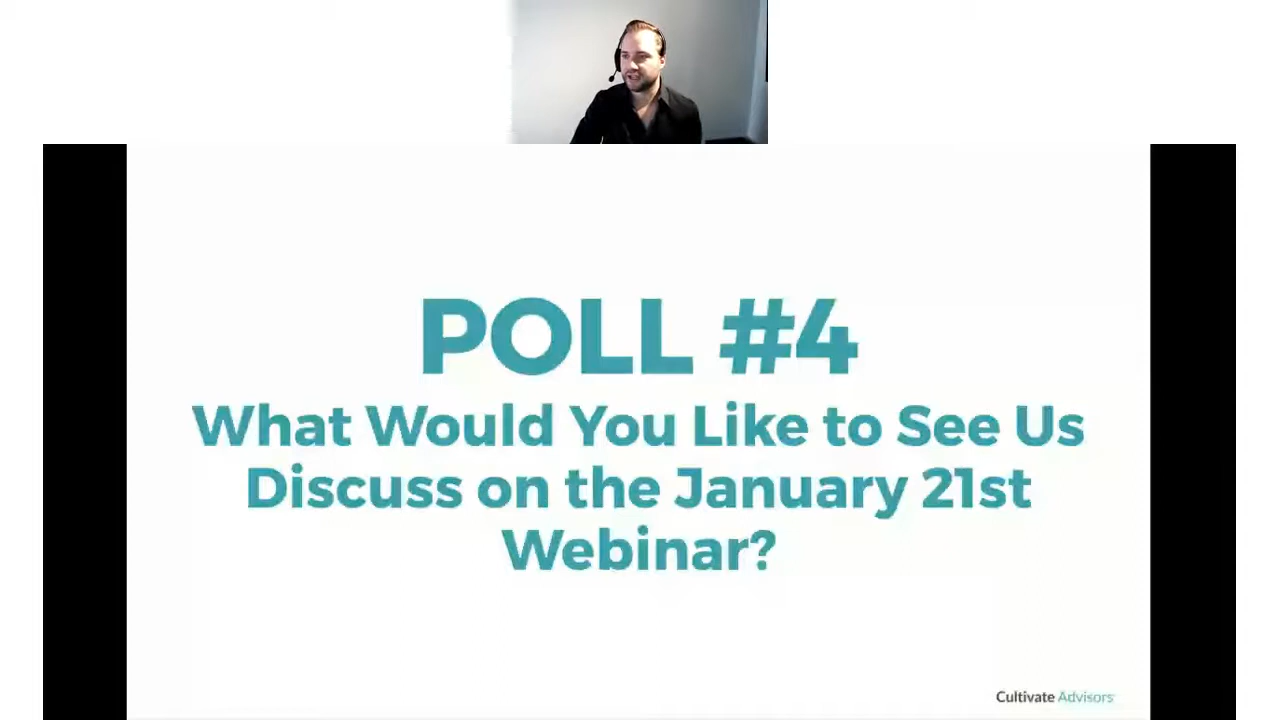 POLL #4
What Would You Like to See Us
Discuss on the January 21st
Webinar?
Cultivate Advisors